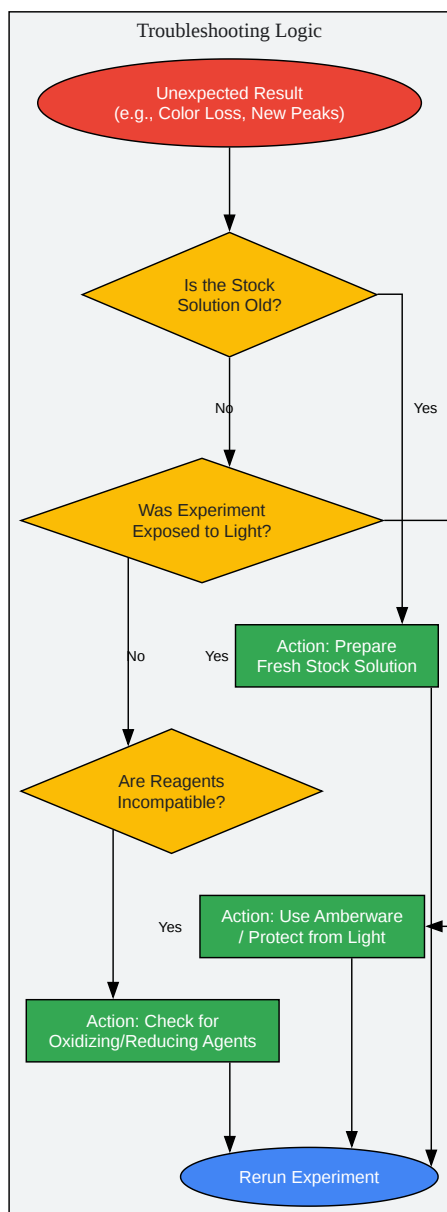 Troubleshooting Logic
Unexpected Result
(e.g., Color Loss, New Peaks)
Is the Stock
Solution Old?
No
Yes
Was Experiment
Exposed to Light?
No
Yes
Action: Prepare
Fresh Stock Solution
Are Reagents
Incompatible?
Yes
Action: Use Amberware
/ Protect from Light
Action: Check for
Oxidizing/Reducing Agents
Rerun Experiment